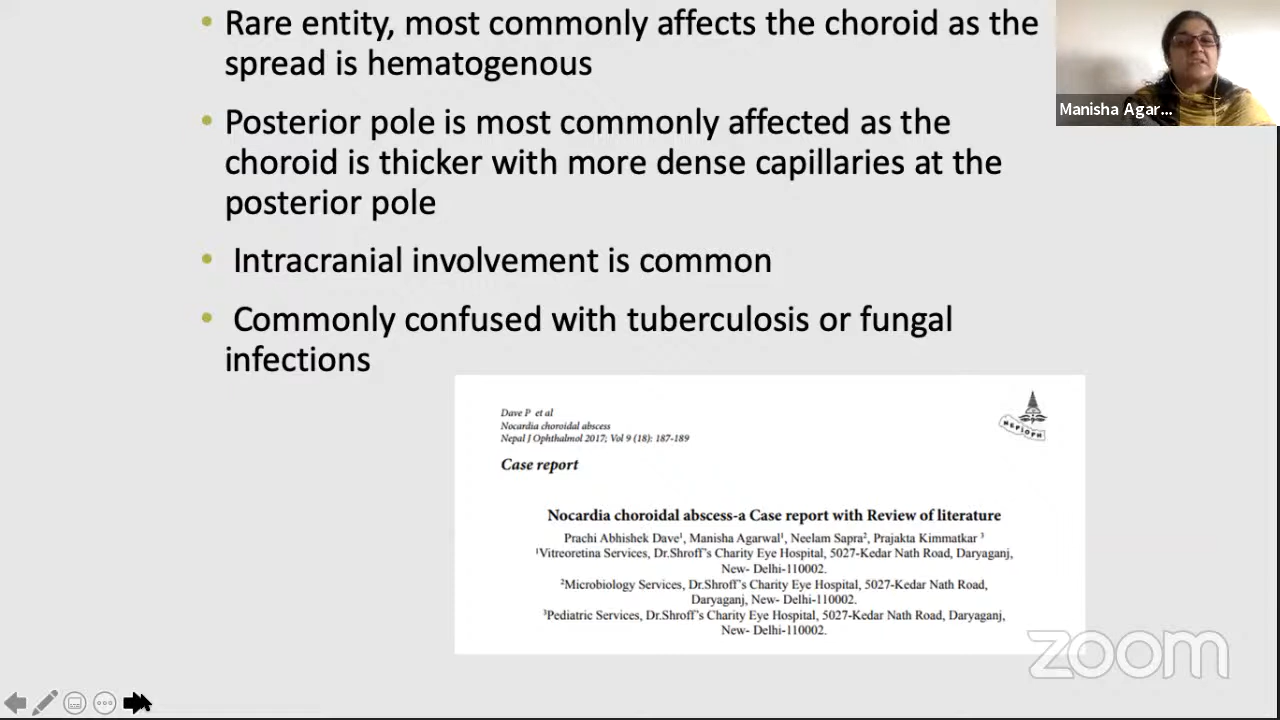 • Rare entity, most commonly affects the choroid as the
spread is hematogenous
• Posterior pole is most commonly affected as the
choroid is thicker with more dense capillaries at the
posterior pole
• Intracranial involvement is common
• Commonly confused with tuberculosis or fungal
infections
Manisha Agar...
Dave P et al
Nocardia choroidal abscess
Nepal J Ophthalmol 2017; Vol 9 (18): 187-189
NEPJOPH
Case report
Nocardia choroidal abscess-a Case report with Review of literature
Prachi Abhishek Dave¹, Manisha Agarwal¹, Neelam Sapra², Prajakta Kimmatkar ³
¹Vitreoretina Services, Dr.Shroff's Charity Eye Hospital, 5027-Kedar Nath Road, Daryaganj,
New- Delhi-110002.
²Microbiology Services, Dr.Shroff's Charity Eye Hospital, 5027-Kedar Nath Road,
Daryaganj, New- Delhi-110002.
³Pediatric Services, Dr.Shroff's Charity Eye Hospital, 5027-Kedar Nath Road, Daryaganj,
New- Delhi-110002.
zoom